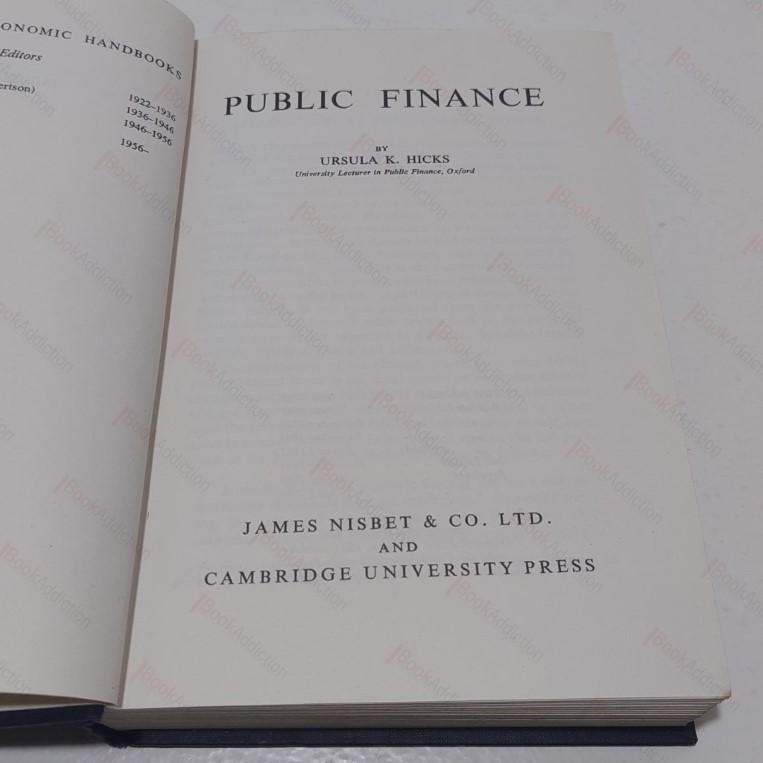 ONOMIC HANDBOOKS
Editors
ertson)
1922–1936
1936–1946
1946–1956
1956–
PUBLIC FINANCE
BY
URSULA K. HICKS
University Lecturer in Public Finance, Oxford
JAMES NISBET & CO. LTD.
AND
CAMBRIDGE UNIVERSITY PRESS
BookAddiction